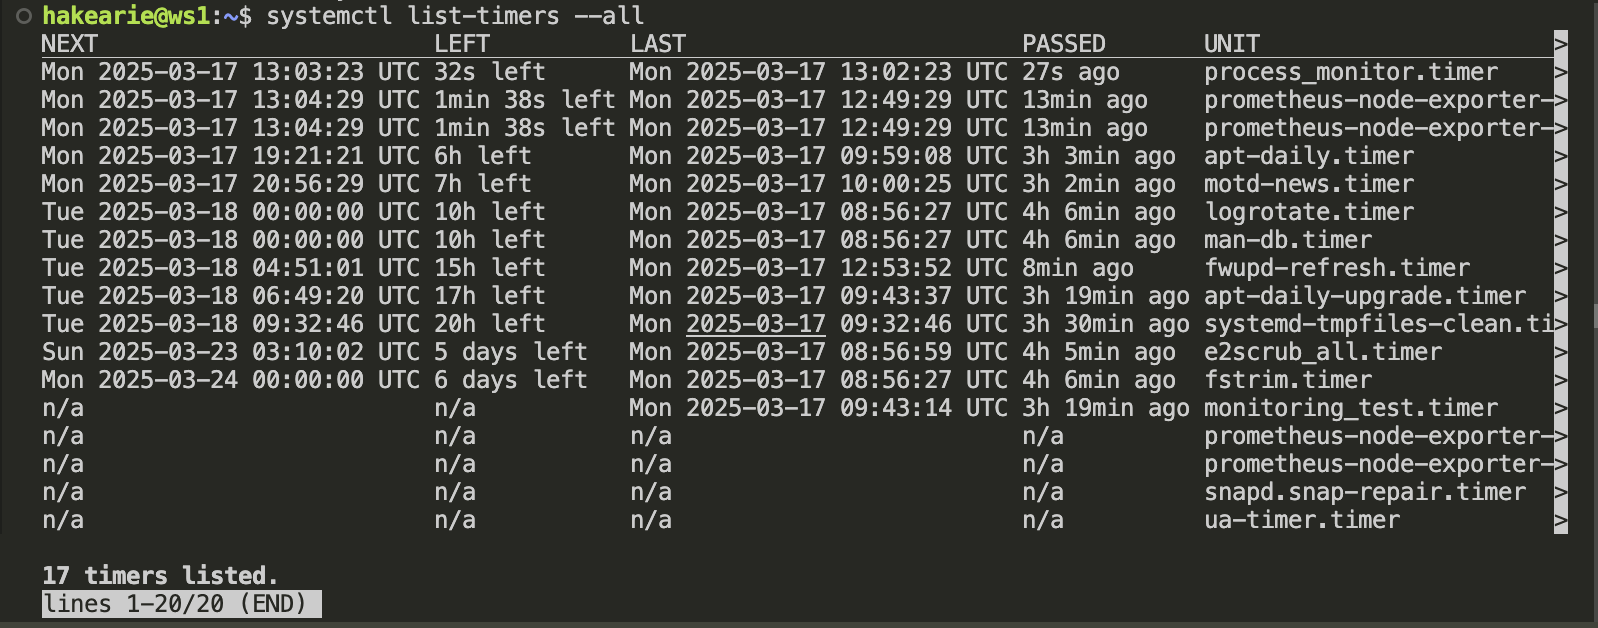 hakearie@ws1:~$ systemctl list-timers --all
NEXT LEFT LAST PASSED UNIT >
Mon 2025-03-17 13:03:23 UTC 32s left Mon 2025-03-17 13:02:23 UTC 27s ago process_monitor.timer >
Mon 2025-03-17 13:04:29 UTC 1min 38s left Mon 2025-03-17 12:49:29 UTC 13min ago prometheus-node-exporter->
Mon 2025-03-17 13:04:29 UTC 1min 38s left Mon 2025-03-17 12:49:29 UTC 13min ago prometheus-node-exporter->
Mon 2025-03-17 19:21:21 UTC 6h left Mon 2025-03-17 09:59:08 UTC 3h 3min ago apt-daily.timer >
Mon 2025-03-17 20:56:29 UTC 7h left Mon 2025-03-17 10:00:25 UTC 3h 2min ago motd-news.timer >
Tue 2025-03-18 00:00:00 UTC 10h left Mon 2025-03-17 08:56:27 UTC 4h 6min ago logrotate.timer >
Tue 2025-03-18 00:00:00 UTC 10h left Mon 2025-03-17 08:56:27 UTC 4h 6min ago man-db.timer >
Tue 2025-03-18 04:51:01 UTC 15h left Mon 2025-03-17 12:53:52 UTC 8min ago fwupd-refresh.timer >
Tue 2025-03-18 06:49:20 UTC 17h left Mon 2025-03-17 09:43:37 UTC 3h 19min ago apt-daily-upgrade.timer >
Tue 2025-03-18 09:32:46 UTC 20h left Mon 2025-03-17 09:32:46 UTC 3h 30min ago systemd-tmpfiles-clean.ti>
Sun 2025-03-23 03:10:02 UTC 5 days left Mon 2025-03-17 08:56:59 UTC 4h 5min ago e2scrub_all.timer >
Mon 2025-03-24 00:00:00 UTC 6 days left Mon 2025-03-17 08:56:27 UTC 4h 6min ago fstrim.timer >
n/a n/a Mon 2025-03-17 09:43:14 UTC 3h 19min ago monitoring_test.timer >
n/a n/a n/a n/a prometheus-node-exporter->
n/a n/a n/a n/a prometheus-node-exporter->
n/a n/a n/a n/a snapd.snap-repair.timer >
n/a n/a n/a n/a ua-timer.timer >
17 timers listed.
lines 1-20/20 (END)